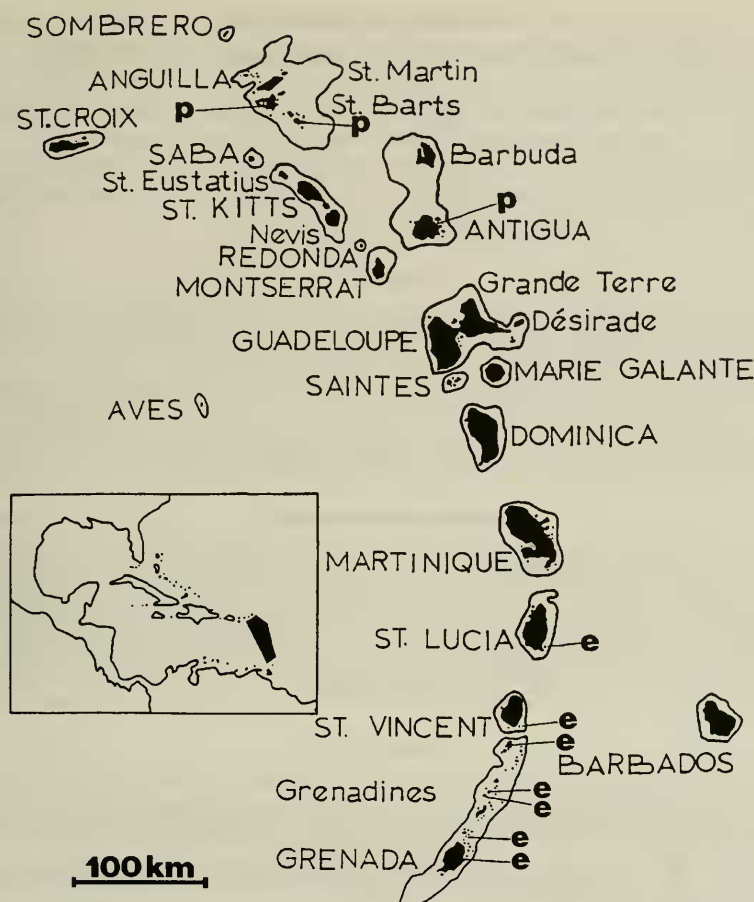 SOMBRERO
ANGUILLA
St. Martin
p
St. Barts
p
ST. CROIX
SABA
Barbuda
St. Eustatius
p
ST. KITTS
ANTIGUA
Nevis
REDONDA
MONTSERRAT
Grande Terre
GUADELOUPE
Désirade
SAINTES
MARIE GALANTE
AVES
DOMINICA
MARTINIQUE
ST. LUCIA
e
ST. VINCENT
e
e
BARBADOS
Grenadines
e
e
e
GRENADA
e
100 km